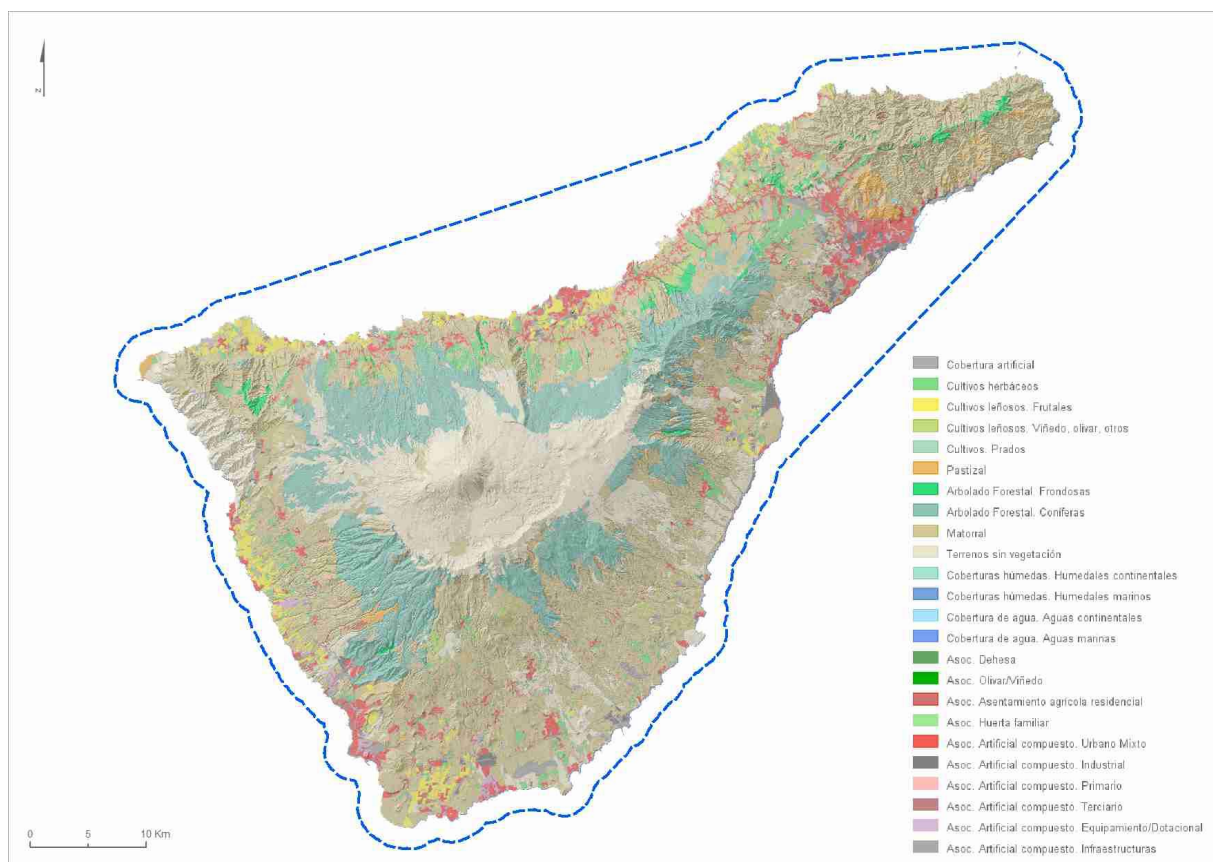 N
Cobertura artificial
Cultivos herbáceos
Cultivos leñosos. Frutales
Cultivos leñosos. Viñedo, olivar, otros
Cultivos. Prados
Pastizal
Arbolado Forestal. Frondosas
Arbolado Forestal. Coníferas
Matorral
Terrenos sin vegetación
Coberturas húmedas. Humedales continentales
Coberturas húmedas. Humedales marinos
Cobertura de agua. Aguas continentales
Cobertura de agua. Aguas marinas
Asoc. Dehesa
Asoc. Olivar/Viñedo
Asoc. Asentamiento agrícola residencial
Asoc. Huerta familiar
Asoc. Artificial compuesto. Urbano Mixto
Asoc. Artificial compuesto. Industrial
Asoc. Artificial compuesto. Primario
Asoc. Artificial compuesto. Terciario
Asoc. Artificial compuesto. Equipamiento/Dotacional
Asoc. Artificial compuesto. Infraestructuras
0 5 10 Km